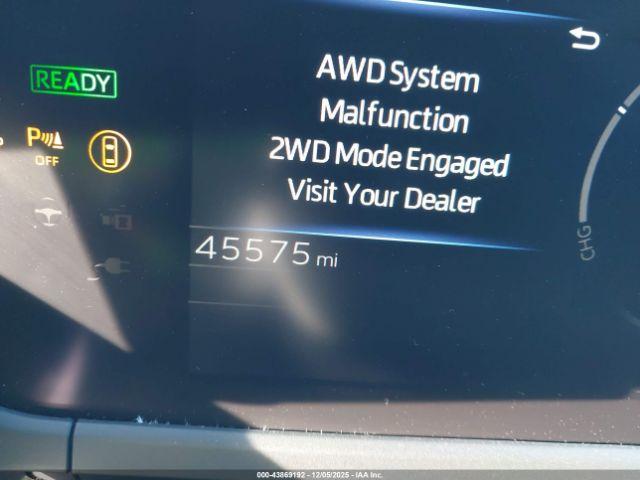 READY
AWD System
Malfunction
2WD Mode Engaged
Visit Your Dealer
P
OFF
45575 mi
CHG
000-43869192 - 12/05/2025 - IAA Inc.